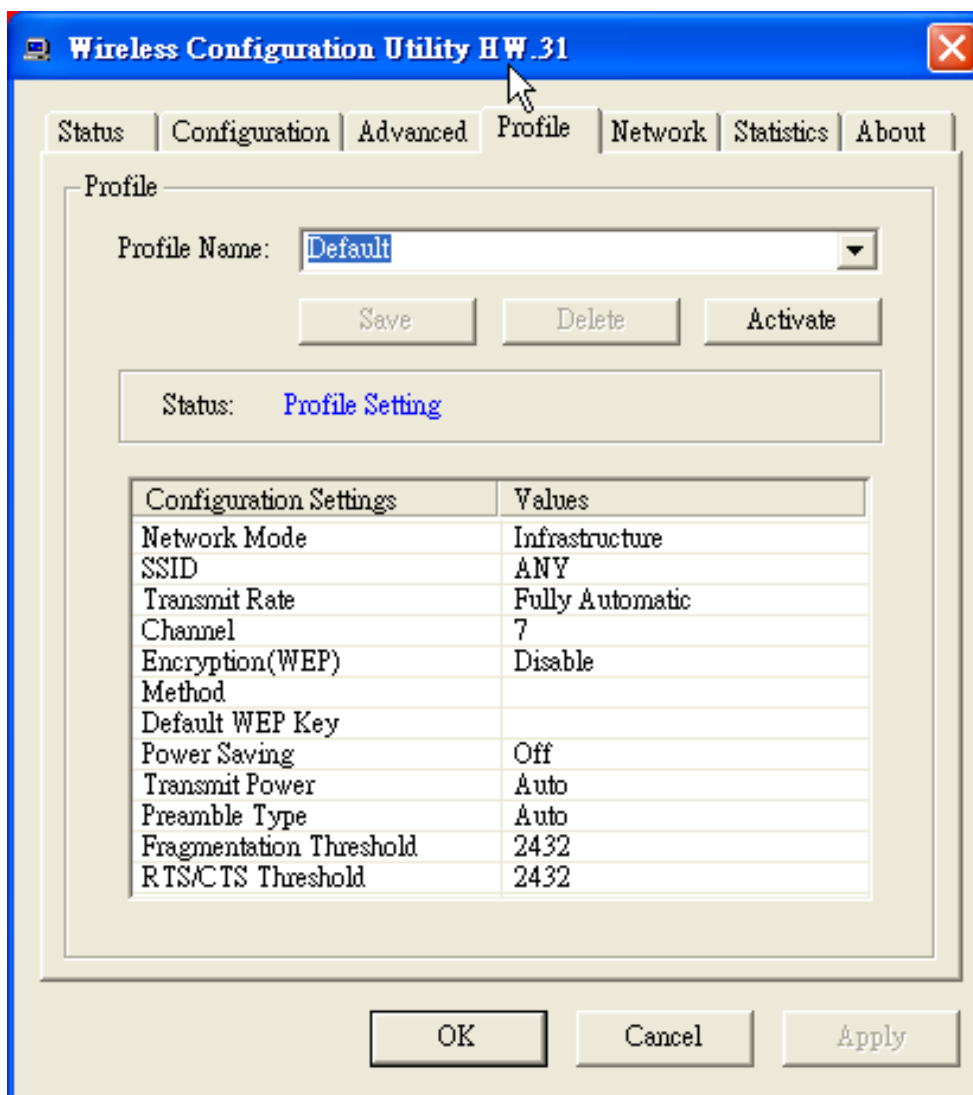 Wireless Configuration Utility HW.31
Status Configuration Advanced Profile Network Statistics About
Profile
Profile Name: Default
Save Delete Activate
Status: Profile Setting
Configuration Settings Values
Network Mode Infrastructure
SSID ANY
Transmit Rate Fully Automatic
Channel 7
Encryption(WEP) Disable
Method
Default WEP Key
Power Saving Off
Transmit Power Auto
Preamble Type Auto
Fragmentation Threshold 2432
RTS/CTS Threshold 2432
OK Cancel Apply